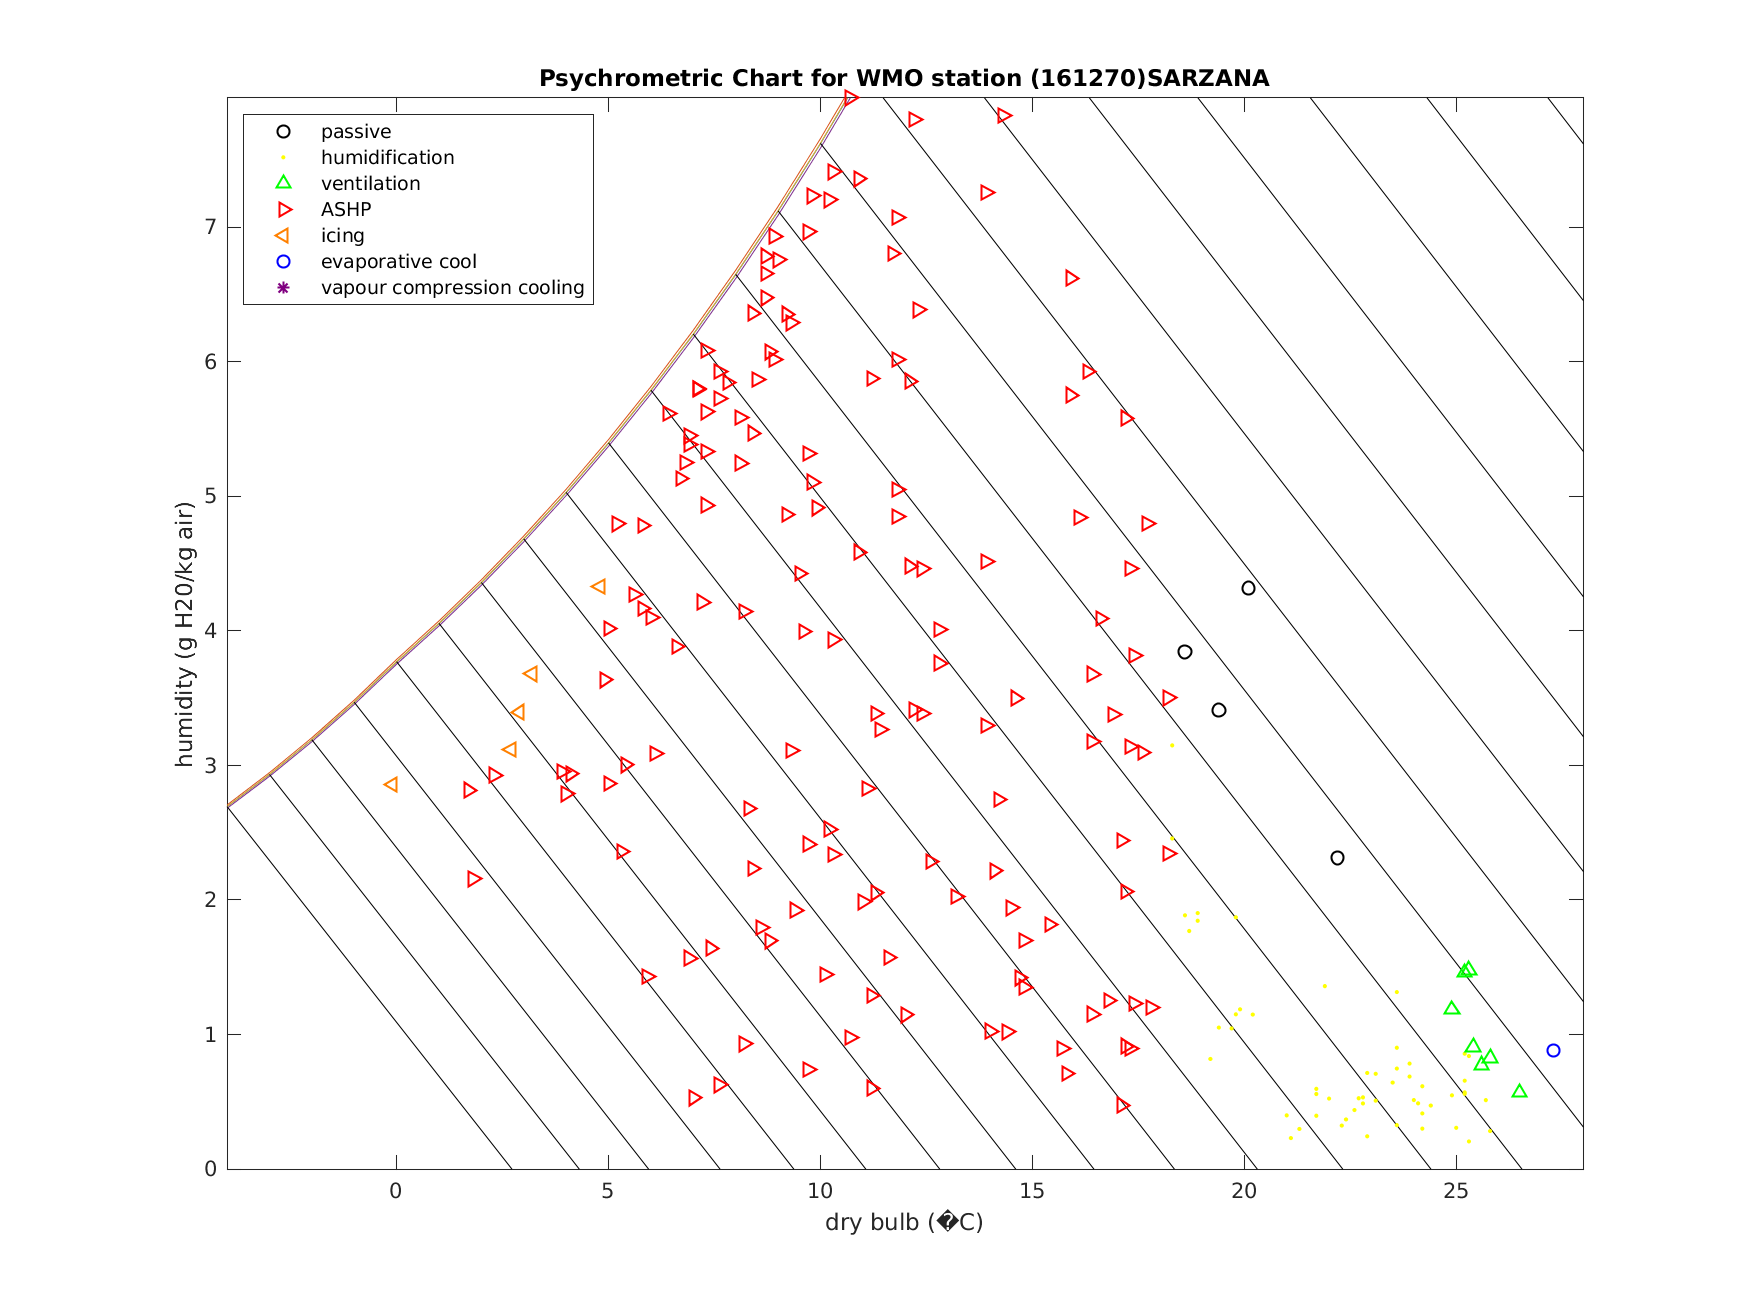 Psychrometric Chart for WMO station (161270)SARZANA
passive
humidification
ventilation
ASHP
icing
evaporative cool
vapour compression cooling
humidity (g H20/kg air)
7
6
5
4
3
2
1
0
0 5 10 15 20 25
dry bulb (�C)